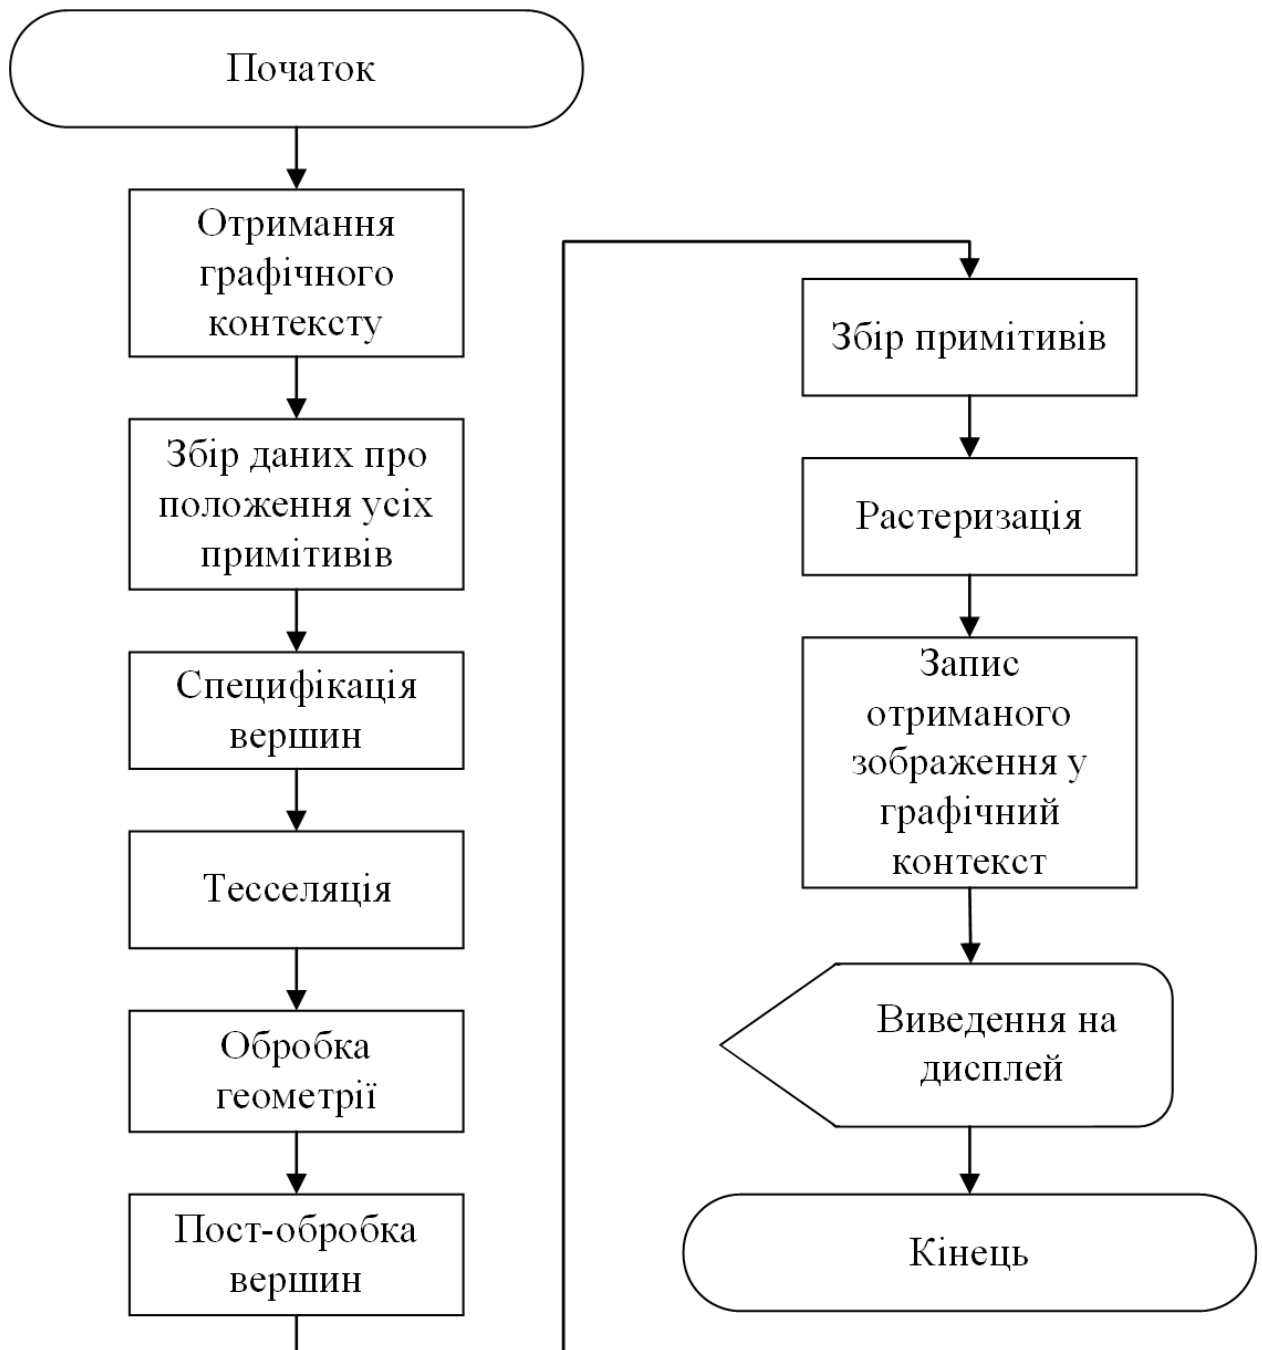 Початок
Отримання
графічного
контексту
Збір даних про
положення усіх
примітивів
Специфікація
вершин
Тесселяція
Обробка
геометрії
Пост-обробка
вершин
Збір примітивів
Растеризація
Запис
отриманого
зображення у
графічний
контекст
Виведення на
дисплей
Кінець